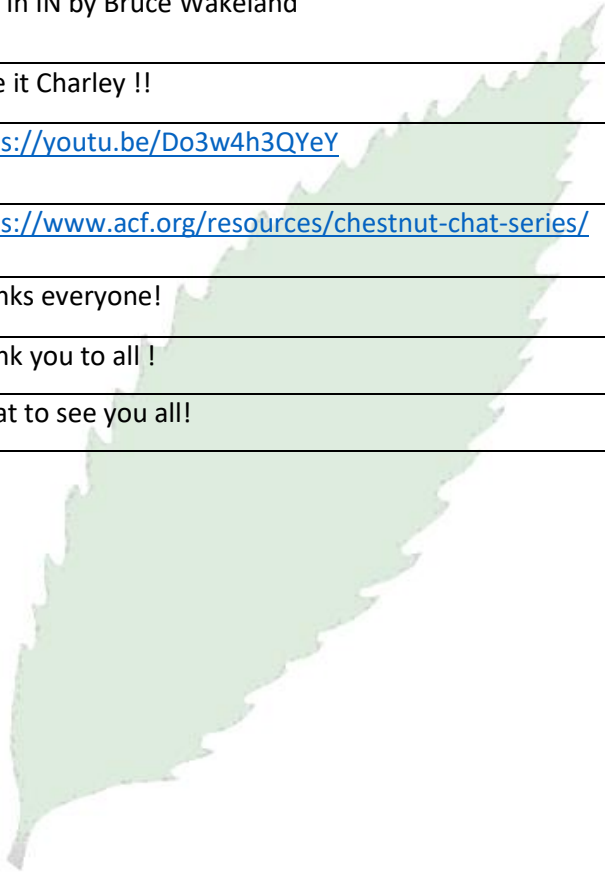 in IN by Bruce Wakeland
e it Charley !!
s://youtu.be/Do3w4h3QYeY
s://www.acf.org/resources/chestnut-chat-series/
nks everyone!
nk you to all !
at to see you all!